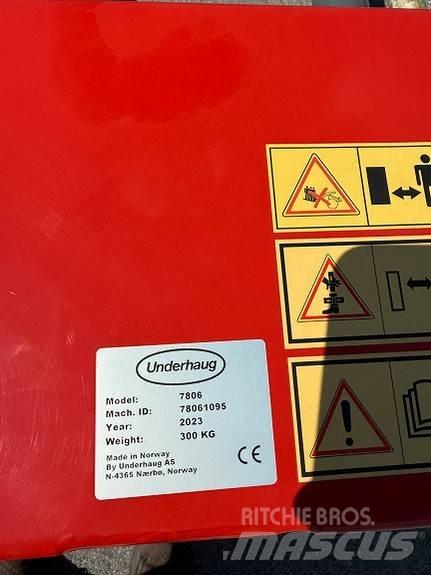 Underhaug
Model: 7806
Mach. ID: 78061095
Year: 2023
Weight: 300 KG
Made in Norway
By Underhaug AS
N-4365 Nærbø, Norway
CE
RITCHIE BROS.
MASCUS